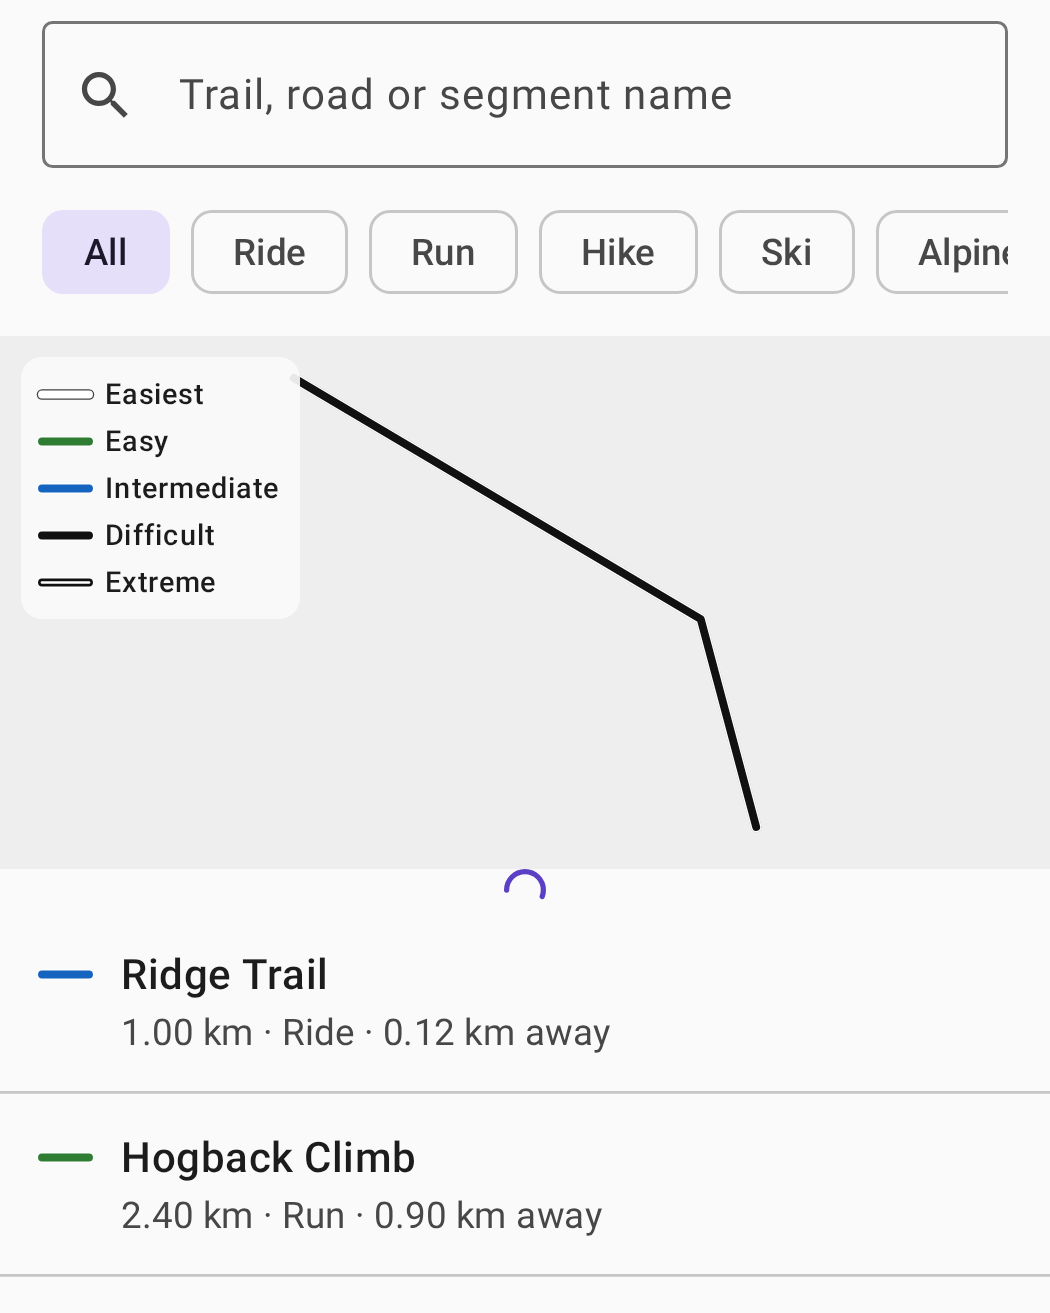 Trail, road or segment name
All Ride Run Hike Ski Alpine
Easiest
Easy
Intermediate
Difficult
Extreme
Ridge Trail
1.00 km · Ride · 0.12 km away
Hogback Climb
2.40 km · Run · 0.90 km away